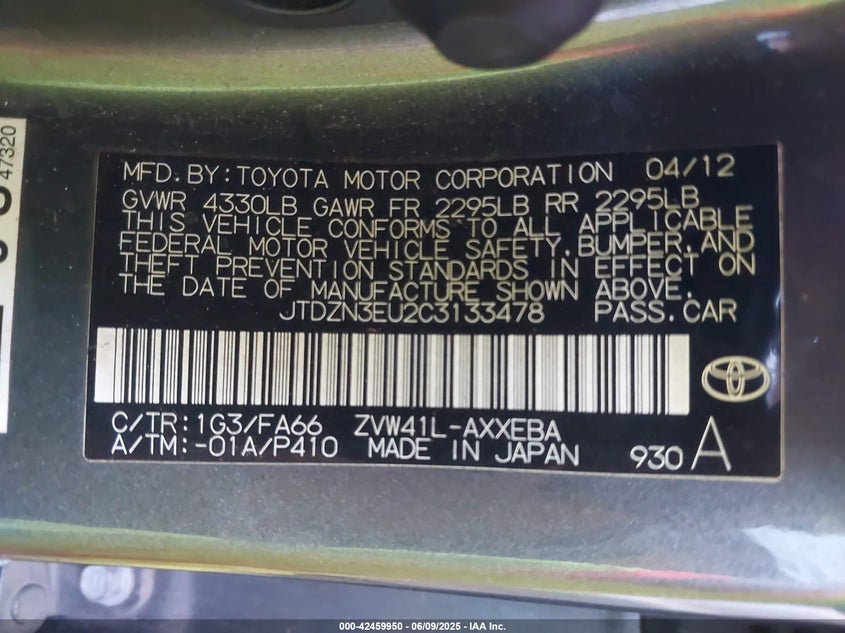 47320
MFD. BY: TOYOTA MOTOR CORPORATION 04/12
GVWR 4330LB GAWR FR 2295LB RR 2295LB
THIS VEHICLE CONFORMS TO ALL APPLICABLE
FEDERAL MOTOR VEHICLE SAFETY, BUMPER, AND
THEFT PREVENTION STANDARDS IN EFFECT ON
THE DATE OF MANUFACTURE SHOWN ABOVE.
JTDZN3EU2C3133478 PASS. CAR
C/TR: 1G3/FA66 ZVW41L-AXXEBA
A/TM: -01A/P410 MADE IN JAPAN 930 A
000-42459950 - 06/09/2025 - IAA Inc.